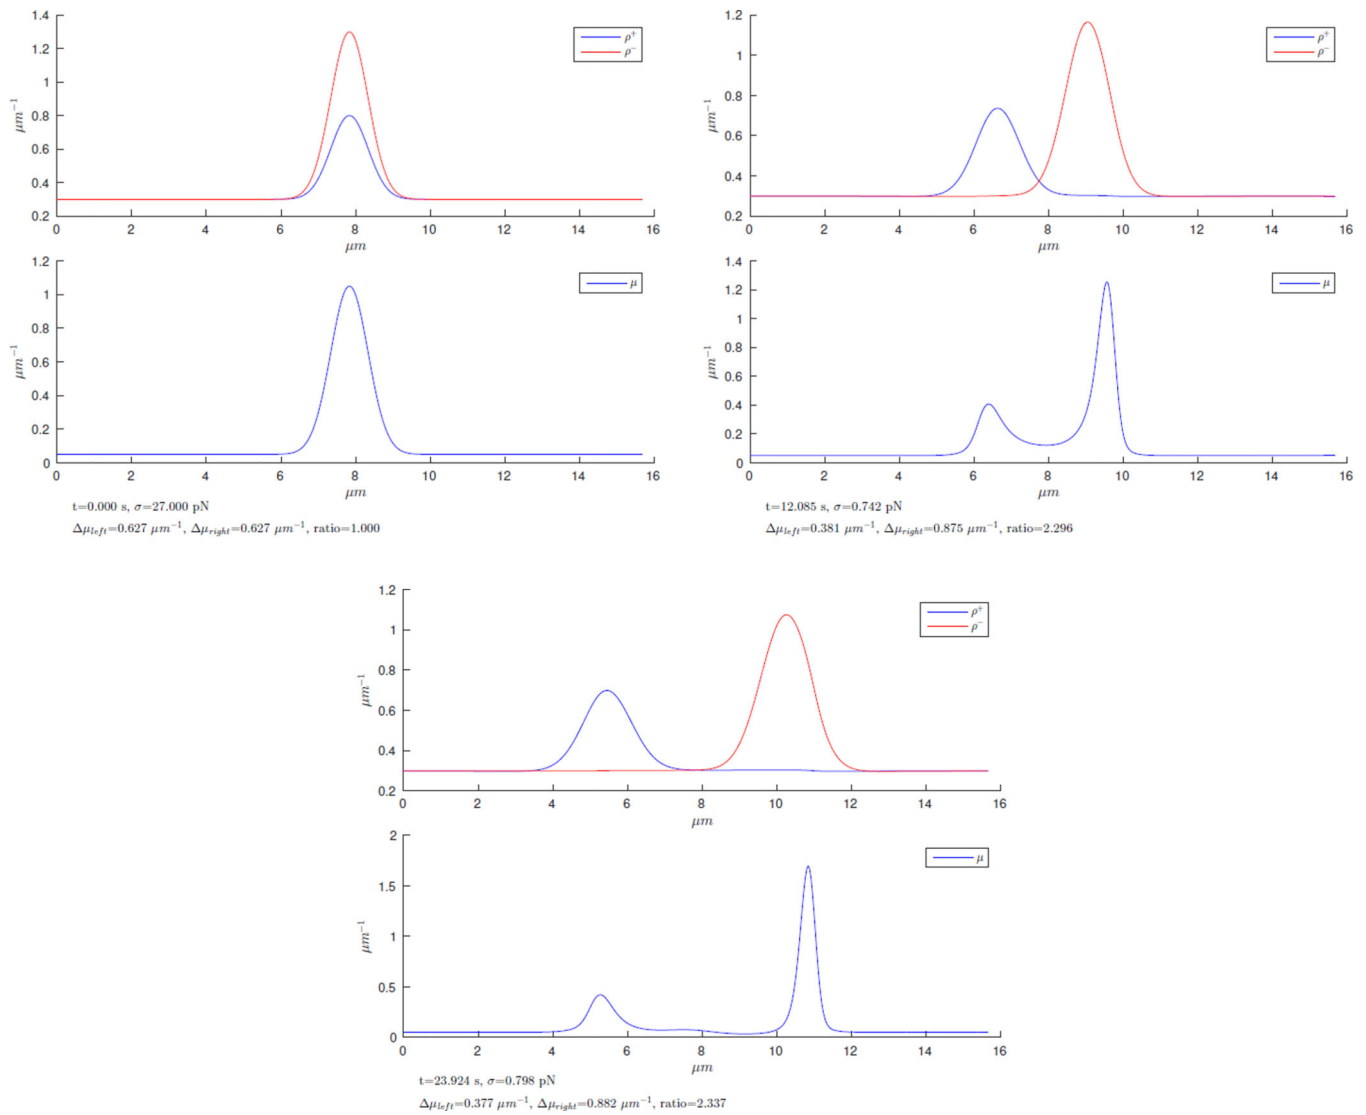 1.4
1.2
1
0.8
0.6
0.4
0.2
μm⁻¹
ρ⁺
ρ⁻
0 2 4 6 8 10 12 14 16
μm
1.2
1
0.8
0.6
0.4
0.2
0
μm⁻¹
μ
0 2 4 6 8 10 12 14 16
μm
t=0.000 s, σ=27.000 pN
Δμ_left=0.627 μm⁻¹, Δμ_right=0.627 μm⁻¹, ratio=1.000
1.2
1
0.8
0.6
0.4
0.2
μm⁻¹
ρ⁺
ρ⁻
0 2 4 6 8 10 12 14 16
μm
1.4
1.2
1
0.8
0.6
0.4
0.2
0
μm⁻¹
μ
0 2 4 6 8 10 12 14 16
μm
t=12.085 s, σ=0.742 pN
Δμ_left=0.381 μm⁻¹, Δμ_right=0.875 μm⁻¹, ratio=2.296
1.2
1
0.8
0.6
0.4
0.2
μm⁻¹
ρ⁺
ρ⁻
0 2 4 6 8 10 12 14 16
μm
2
1.5
1
0.5
0
μm⁻¹
μ
0 2 4 6 8 10 12 14 16
μm
t=23.924 s, σ=0.798 pN
Δμ_left=0.377 μm⁻¹, Δμ_right=0.882 μm⁻¹, ratio=2.337